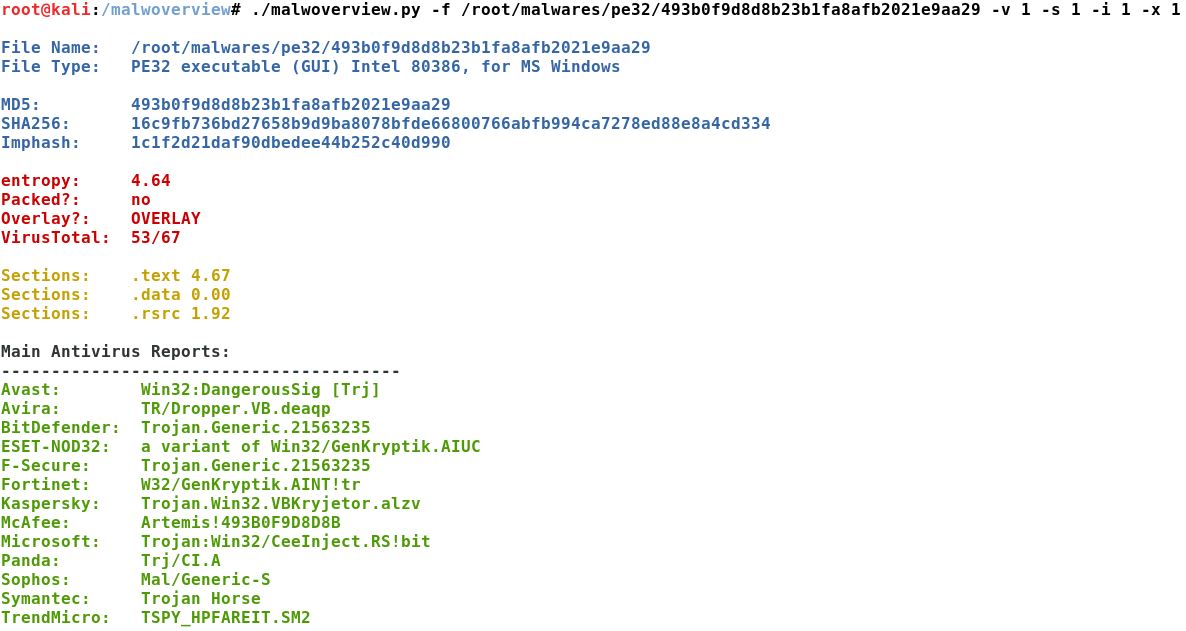 root@kali:/malwoverview# ./malwoverview.py -f /root/malwares/pe32/493b0f9d8d8b23b1fa8afb2021e9aa29 -v 1 -s 1 -i 1 -x 1
File Name: /root/malwares/pe32/493b0f9d8d8b23b1fa8afb2021e9aa29
File Type: PE32 executable (GUI) Intel 80386, for MS Windows
MD5: 493b0f9d8d8b23b1fa8afb2021e9aa29
SHA256: 16c9fb736bd27658b9d9ba8078bfde66800766abfb994ca7278ed88e8a4cd334
Imphash: 1c1f2d21daf90dbedee44b252c40d990
entropy: 4.64
Packed?: no
Overlay?: OVERLAY
VirusTotal: 53/67
Sections: .text 4.67
Sections: .data 0.00
Sections: .rsrc 1.92
Main Antivirus Reports:
----------------------------------------
Avast: Win32:DangerousSig [Trj]
Avira: TR/Dropper.VB.deaqp
BitDefender: Trojan.Generic.21563235
ESET-NOD32: a variant of Win32/GenKryptik.AIUC
F-Secure: Trojan.Generic.21563235
Fortinet: W32/GenKryptik.AINT!tr
Kaspersky: Trojan.Win32.VBKryjetor.alzv
McAfee: Artemis!493B0F9D8D8B
Microsoft: Trojan:Win32/CeeInject.RS!bit
Panda: Trj/CI.A
Sophos: Mal/Generic-S
Symantec: Trojan Horse
TrendMicro: TSPY_HPFAREIT.SM2